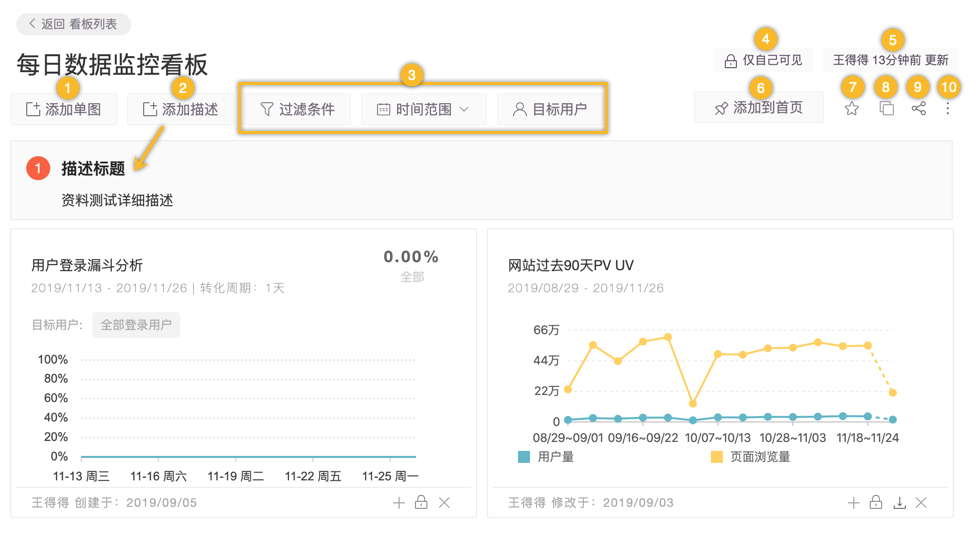 返回 看板列表
每日数据监控看板
4
仅自己可见
5
王得得 13分钟前 更新
1
添加单图
2
添加描述
3
过滤条件
时间范围
目标用户
6
添加到首页
7
8
9
10
1
描述标题
资料测试详细描述
用户登录漏斗分析
2019/11/13 - 2019/11/26 | 转化周期：1天
0.00%
全部
目标用户:
全部登录用户
100%
80%
60%
40%
20%
0%
11-13 周三 11-16 周六 11-19 周二 11-22 周五 11-25 周一
王得得 创建于：2019/09/05
网站过去90天PV UV
2019/08/29 - 2019/11/26
66万
44万
22万
0
08/29~09/01 09/16~09/22 10/07~10/13 10/28~11/03 11/18~11/24
用户量
页面浏览量
王得得 修改于：2019/09/03